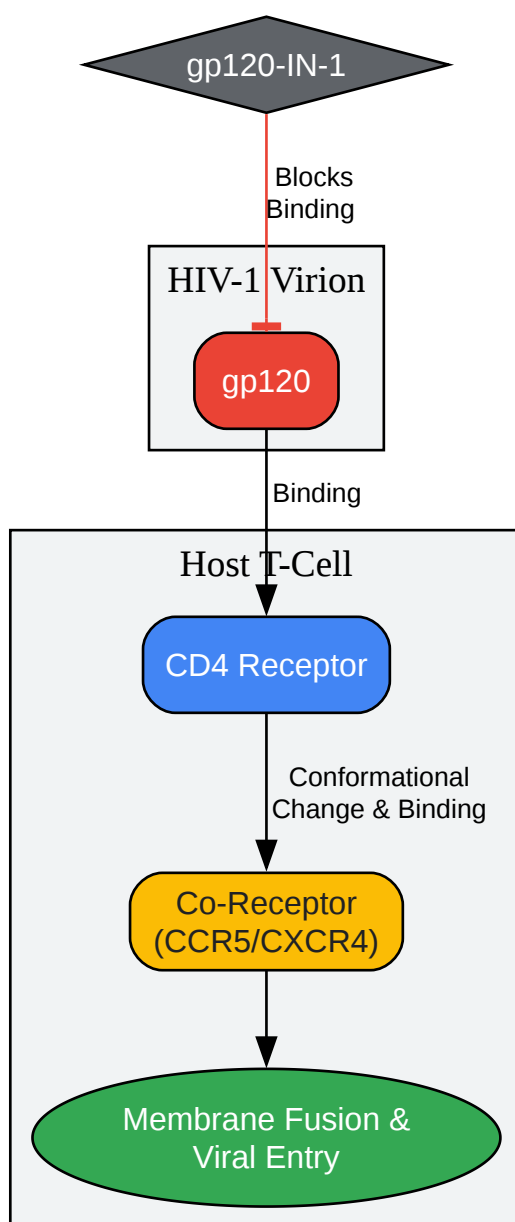 gp120-IN-1
Blocks
Binding
HIV-1 Virion
gp120
Binding
Host T-Cell
CD4 Receptor
Conformational
Change & Binding
Co-Receptor
(CCR5/CXCR4)
Membrane Fusion &
Viral Entry